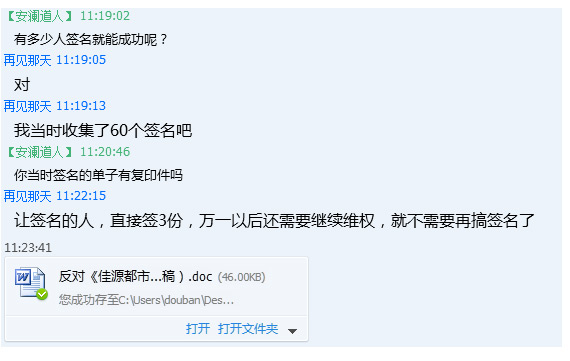 【安澜道人】 11:19:02
有多少人签名就能成功呢？
再见那天 11:19:05
对
再见那天 11:19:13
我当时收集了60个签名吧
【安澜道人】 11:20:46
你当时签名的单子有复印件吗
再见那天 11:22:15
让签名的人，直接签3份，万一以后还需要继续维权，就不需要再搞签名了
11:23:41
反对《佳源都市...稿）.doc (46.00KB)
您成功存至C:\Users\douban\Des...
打开 打开文件夹